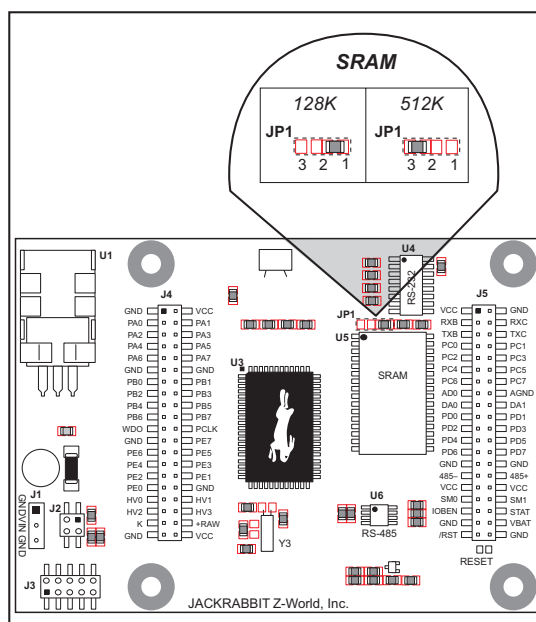 SRAM
128K 512K
JP1 JP1
3 2 1 3 2 1
U1
U4
RS-232
J4
J5
JP1
U5
U3
SRAM
GND VCC
PA0 PA1
PA2 PA3
PA4 PA5
PA6 PA7
GND GND
PB0 PB1
PB2 PB3
PB4 PB5
PB6 PB7
WDO PCLK
GND PE7
PE6 PE5
PE4 PE3
PE2 PE1
PE0 GND
HV0 HV1
HV2 HV3
K +RAW
GND VCC
VCC GND
RXB RXC
TXB TXC
PC0 PC1
PC2 PC3
PC4 PC5
PC6 PC7
AD0 AGND
DA0 DA1
PD0 PD1
PD2 PD3
PD4 PD5
PD6 PD7
GND GND
485– 485+
VCC VCC
SM0 SM1
IOBEN STAT
GND VBAT
/RST GND
J1
GND VIN GND
J2
J3
U6
RS-485
Y3
RESET
JACKRABBIT Z-World, Inc.